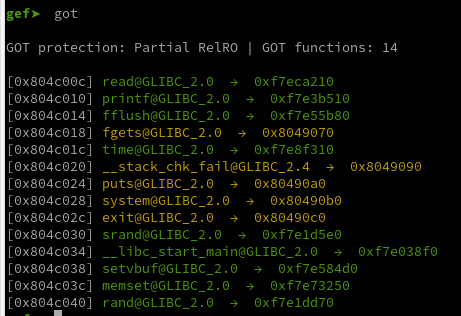 gef➤  got
GOT protection: Partial RelRO | GOT functions: 14
[0x804c00c] read@GLIBC_2.0  →  0xf7eca210
[0x804c010] printf@GLIBC_2.0  →  0xf7e3b510
[0x804c014] fflush@GLIBC_2.0  →  0xf7e55b80
[0x804c018] fgets@GLIBC_2.0  →  0x8049070
[0x804c01c] time@GLIBC_2.0  →  0xf7e8f310
[0x804c020] __stack_chk_fail@GLIBC_2.4  →  0x8049090
[0x804c024] puts@GLIBC_2.0  →  0x80490a0
[0x804c028] system@GLIBC_2.0  →  0x80490b0
[0x804c02c] exit@GLIBC_2.0  →  0x80490c0
[0x804c030] srand@GLIBC_2.0  →  0xf7e1d5e0
[0x804c034] __libc_start_main@GLIBC_2.0  →  0xf7e038f0
[0x804c038] setvbuf@GLIBC_2.0  →  0xf7e584d0
[0x804c03c] memset@GLIBC_2.0  →  0xf7e73250
[0x804c040] rand@GLIBC_2.0  →  0xf7e1dd70